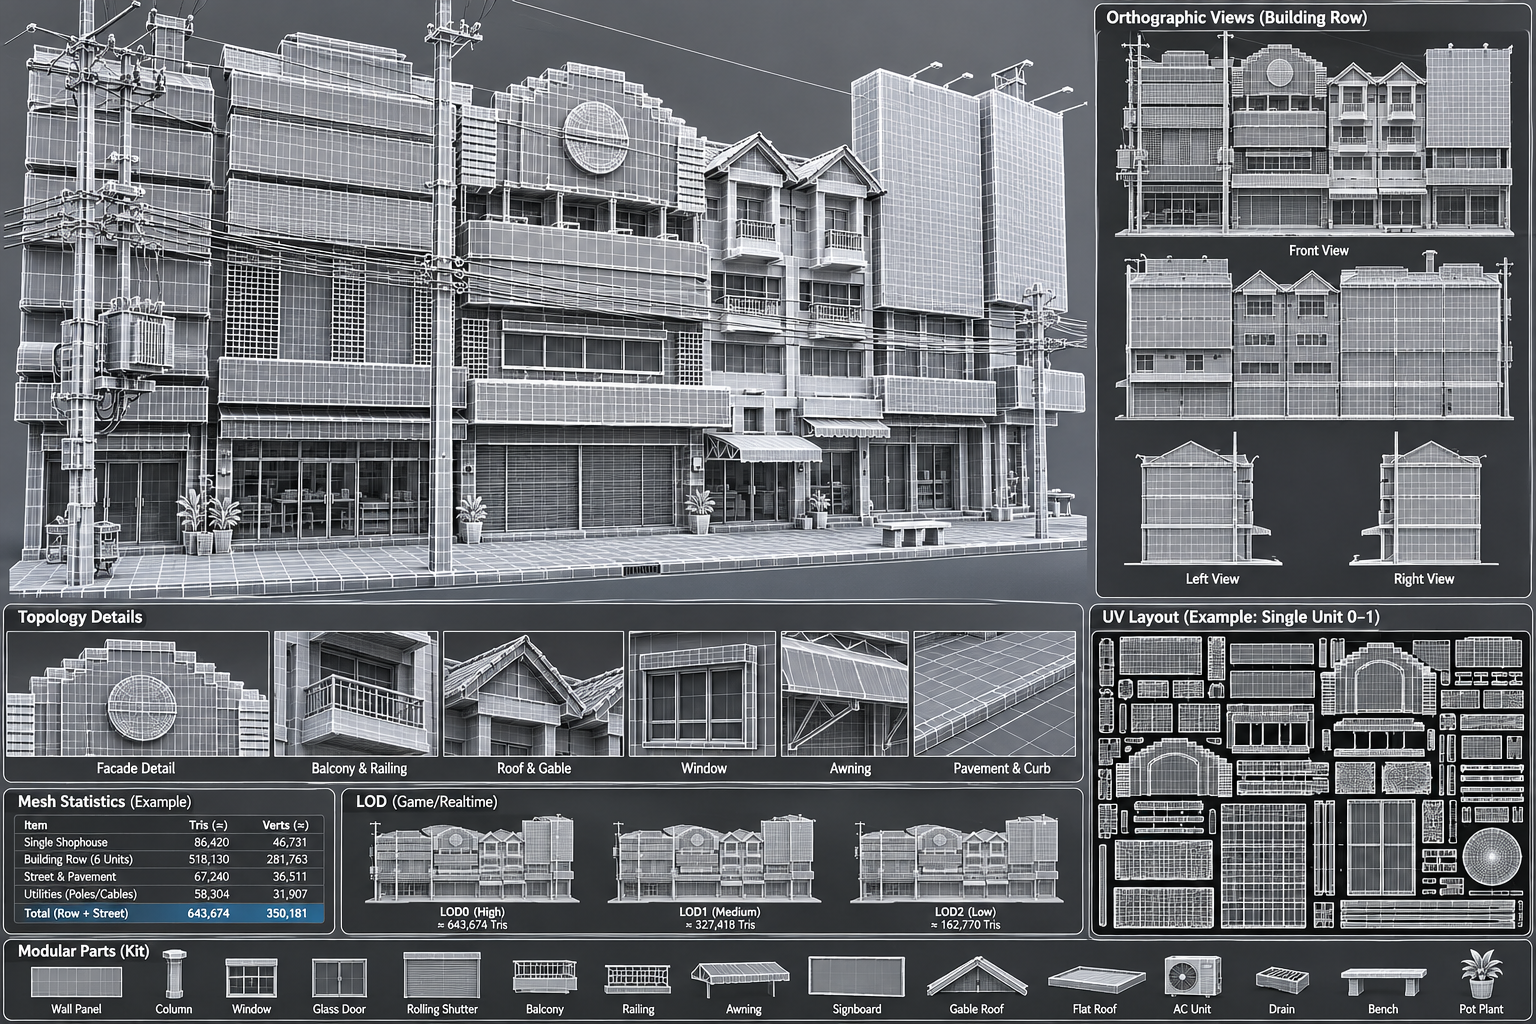 Orthographic Views (Building Row)
Front View
Left View
Right View
Topology Details
Facade Detail
Balcony & Railing
Roof & Gable
Window
Awning
Pavement & Curb
UV Layout (Example: Single Unit 0–1)
Mesh Statistics (Example)
Item Tris (≈) Verts (≈)
Single Shophouse 86,420 46,731
Building Row (6 Units) 518,130 281,763
Street & Pavement 67,240 36,511
Utilities (Poles/Cables) 58,304 31,907
Total (Row + Street) 643,674 350,181
LOD (Game/Realtime)
LOD0 (High)
≈ 643,674 Tris
LOD1 (Medium)
≈ 327,418 Tris
LOD2 (Low)
≈ 162,770 Tris
Modular Parts (Kit)
Wall Panel
Column
Window
Glass Door
Rolling Shutter
Balcony
Railing
Awning
Signboard
Gable Roof
Flat Roof
AC Unit
Drain
Bench
Pot Plant